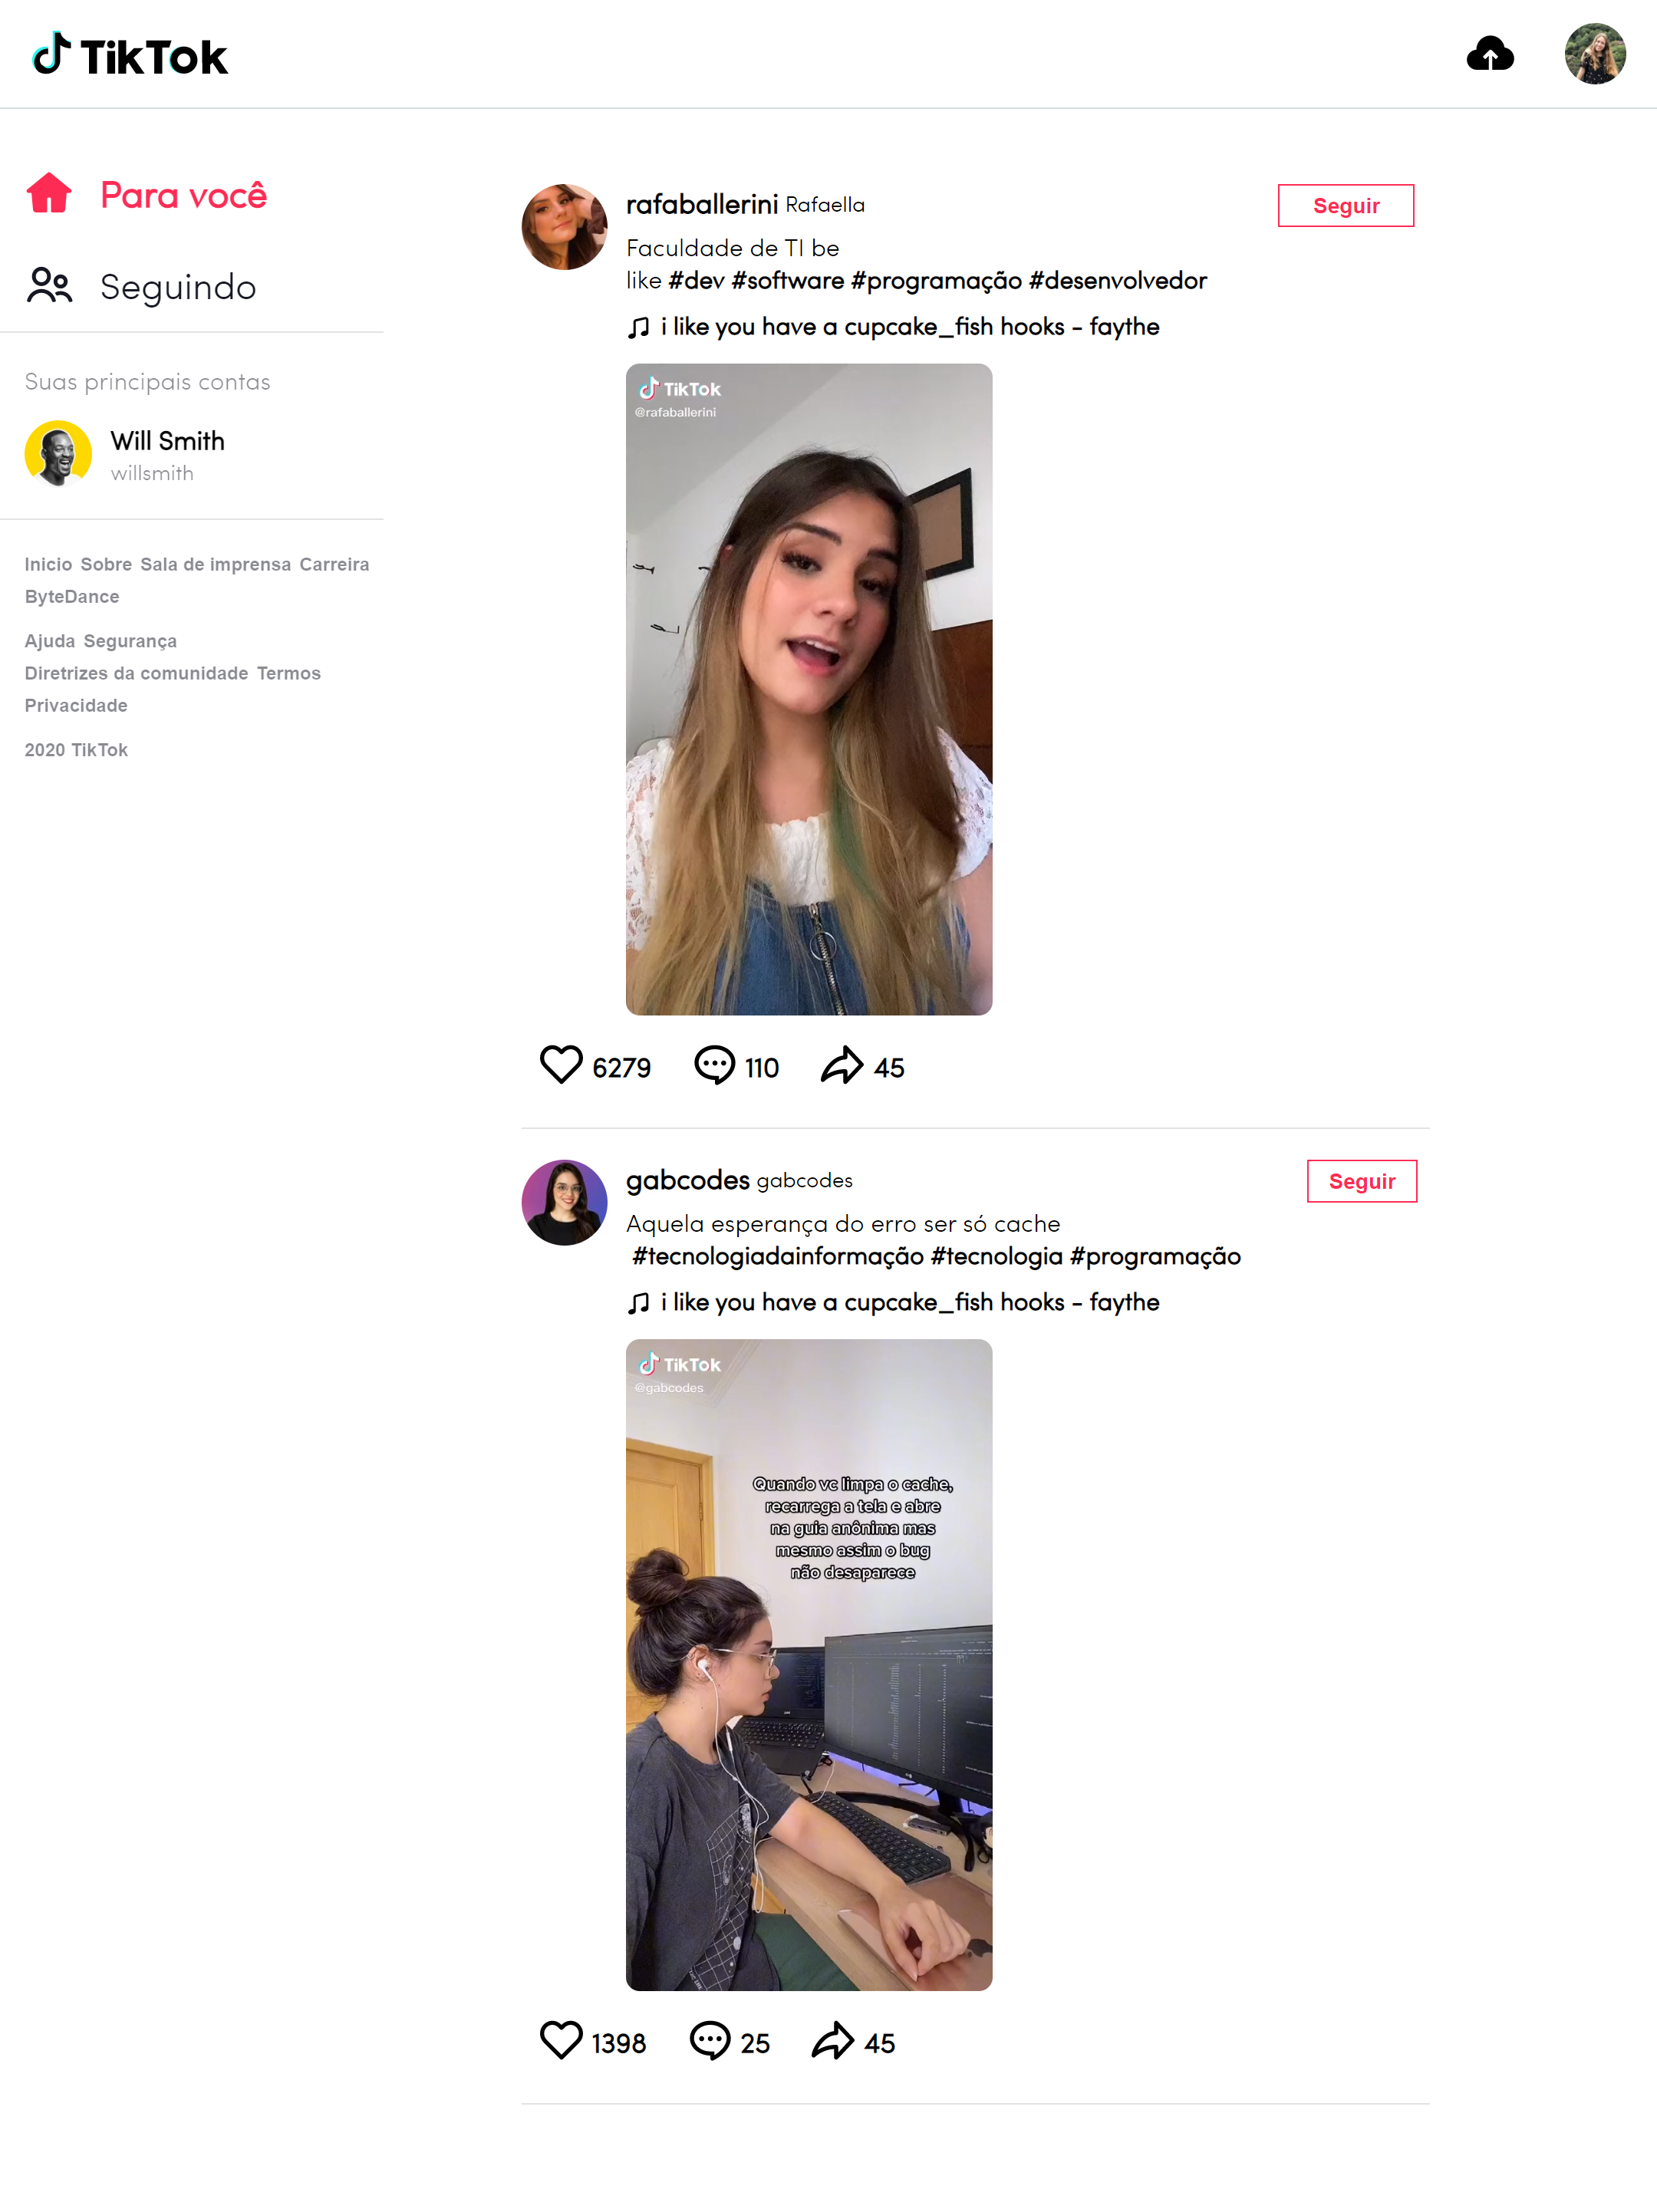 TikTok
Para você
Seguindo
Suas principais contas
Will Smith
willsmith
Inicio Sobre Sala de imprensa Carreira
ByteDance
Ajuda Segurança
Diretrizes da comunidade Termos
Privacidade
2020 TikTok
rafaballerini Rafaella
Seguir
Faculdade de TI be
like #dev #software #programação #desenvolvedor
i like you have a cupcake_fish hooks - faythe
TikTok
@rafaballerini
6279 110 45
gabcodes gabcodes
Seguir
Aquela esperança do erro ser só cache
#tecnologiadainformação #tecnologia #programação
i like you have a cupcake_fish hooks - faythe
TikTok
@gabcodes
Quando vc limpa o cache,
recarrega a tela e abre
na guia anônima mas
mesmo assim o bug
não desaparece
1398 25 45